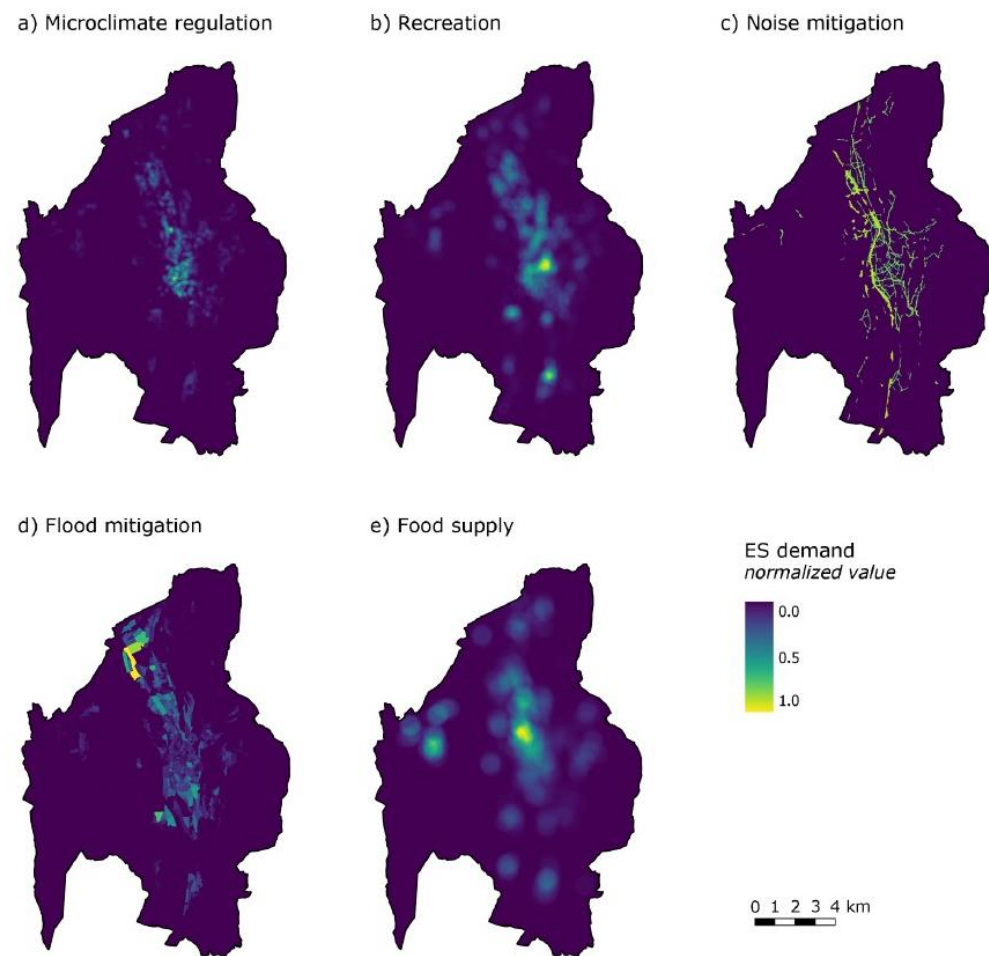 a) Microclimate regulation
b) Recreation
c) Noise mitigation
d) Flood mitigation
e) Food supply
ES demand
normalized value
0.0
0.5
1.0
0 1 2 3 4 km